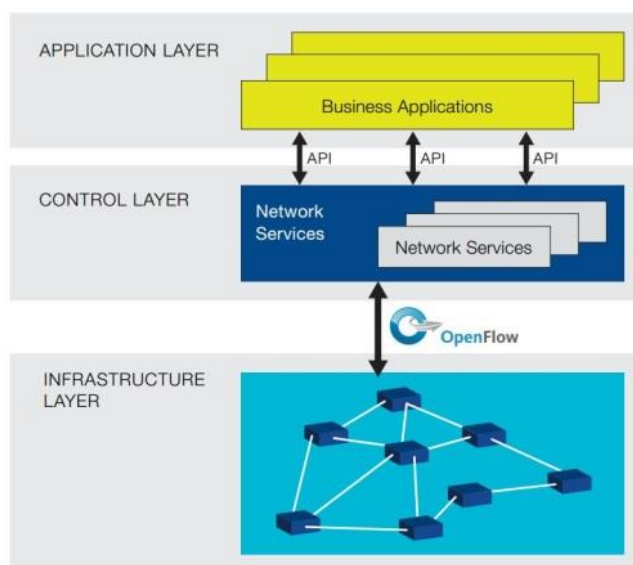 APPLICATION LAYER
Business Applications
API
API
API
CONTROL LAYER
Network
Services
Network Services
OpenFlow
INFRASTRUCTURE
LAYER